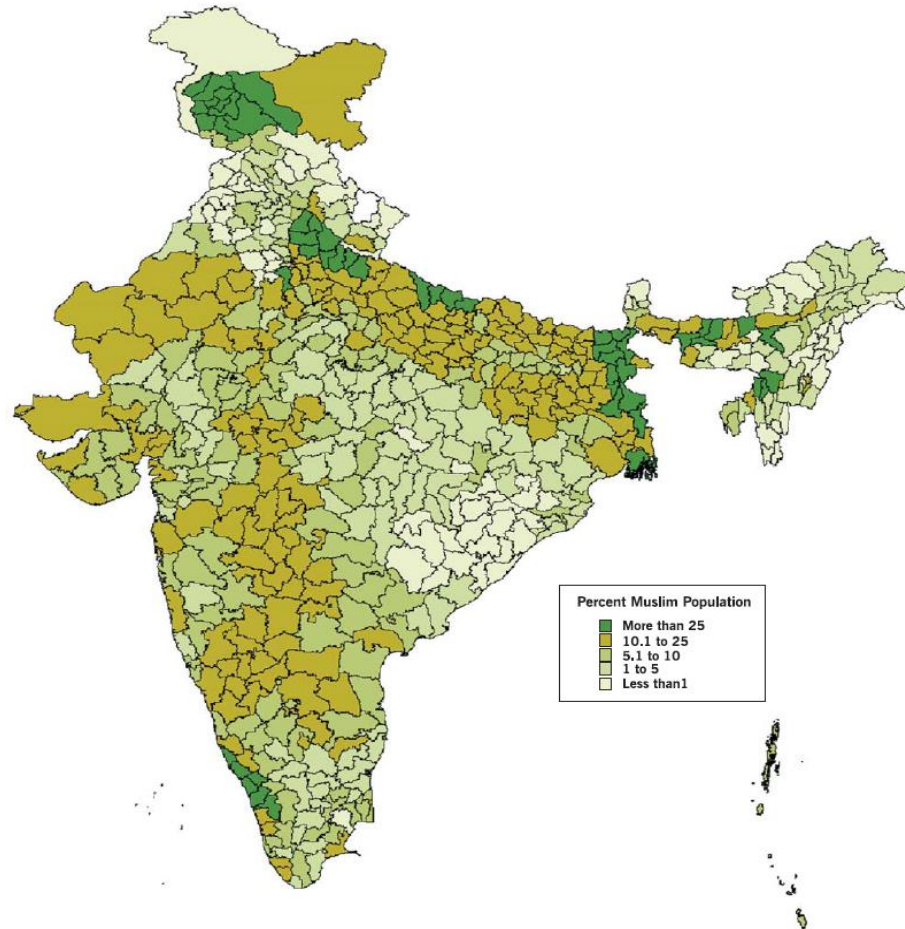 Percent Muslim Population
More than 25
10.1 to 25
5.1 to 10
1 to 5
Less than1